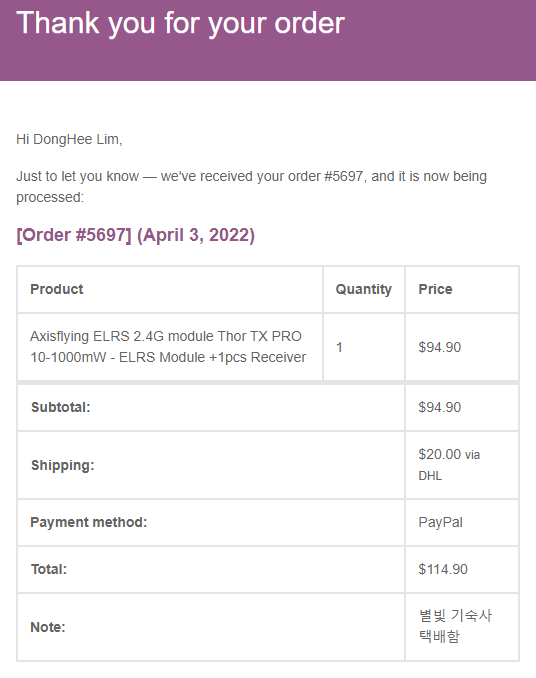 Thank you for your order
Hi DongHee Lim,
Just to let you know — we've received your order #5697, and it is now being
processed:
[Order #5697] (April 3, 2022)
Product Quantity Price
Axisflying ELRS 2.4G module Thor TX PRO
10-1000mW - ELRS Module +1pcs Receiver
1
$94.90
Subtotal: $94.90
Shipping: $20.00 via
DHL
Payment method: PayPal
Total: $114.90
Note: 별빛 기숙사
택배함